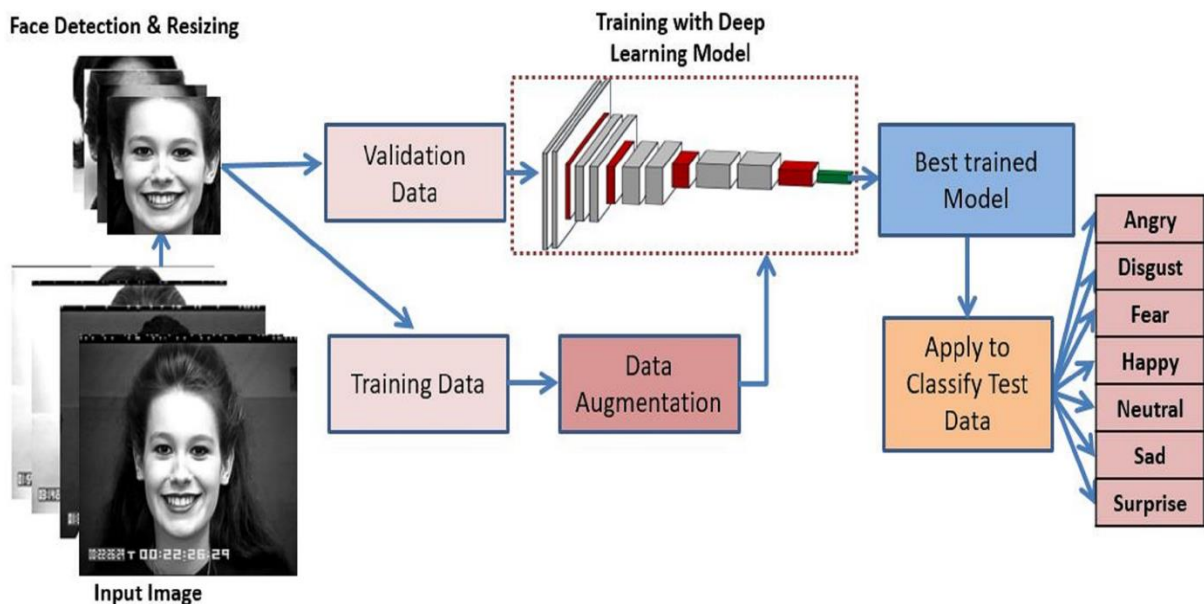 Face Detection & Resizing
Training with Deep
Learning Model
Validation
Data
Best trained
Model
Training Data
Data
Augmentation
Apply to
Classify Test
Data
Angry
Disgust
Fear
Happy
Neutral
Sad
Surprise
T 00:22:26.29
Input Image